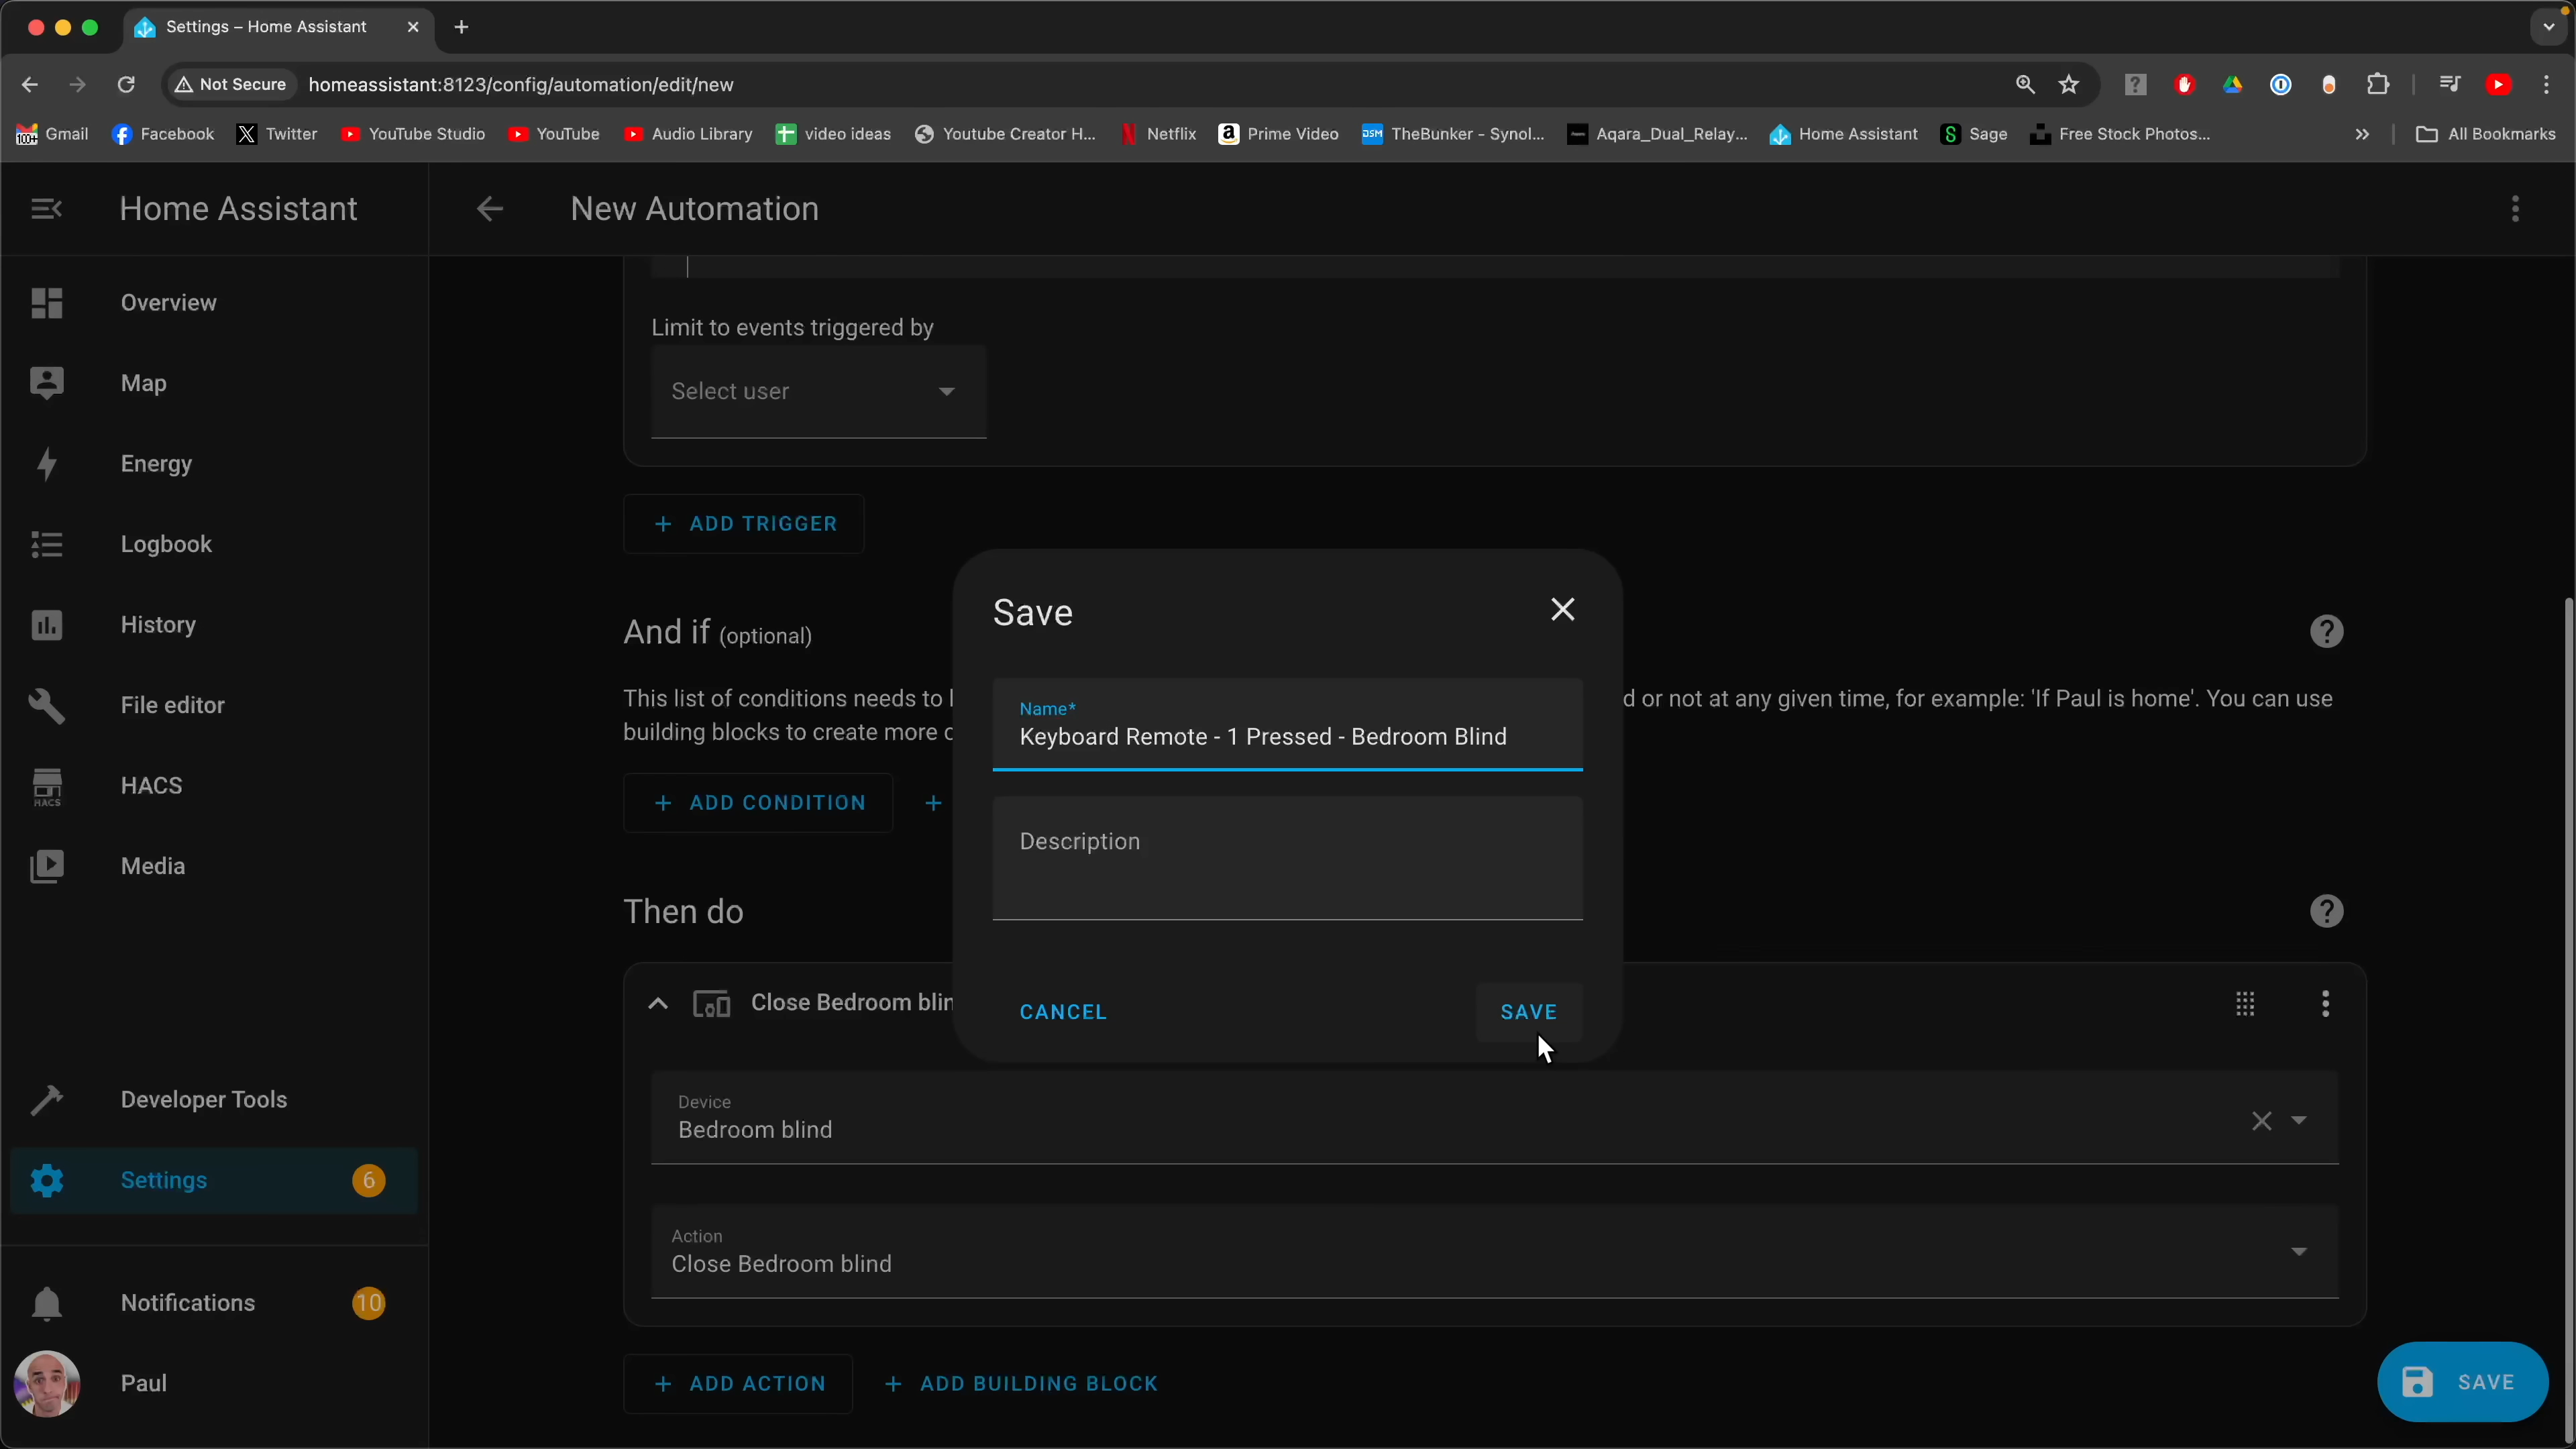 Settings – Home Assistant
Not Secure
homeassistant:8123/config/automation/edit/new
100+ Gmail
Facebook
Twitter
YouTube Studio
YouTube
Audio Library
video ideas
Youtube Creator H...
Netflix
Prime Video
DSM TheBunker - Synol...
Aqara_Dual_Relay...
Home Assistant
Sage
Free Stock Photos...
All Bookmarks
Home Assistant
New Automation
Overview
Map
Energy
Logbook
History
File editor
HACS HACS
Media
Developer Tools
Settings 6
Notifications 10
Paul
Limit to events triggered by
Select user
+ ADD TRIGGER
And if (optional)
This list of conditions needs to
d or not at any given time, for example: 'If Paul is home'. You can use
building blocks to create more
+ ADD CONDITION +
Then do
Close Bedroom blin
Device
Bedroom blind
Action
Close Bedroom blind
+ ADD ACTION
+ ADD BUILDING BLOCK
SAVE
Save
Name*
Keyboard Remote - 1 Pressed - Bedroom Blind
Description
CANCEL
SAVE